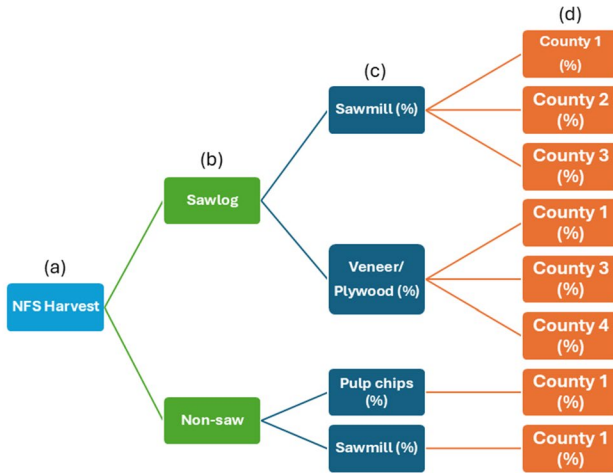 (d)
County 1
(%)
(c)
Sawmill (%)
County 2
(%)
(b)
County 3
(%)
Sawlog
County 1
(%)
(a)
Veneer/
Plywood (%)
County 3
(%)
NFS Harvest
County 4
(%)
Pulp chips
(%)
County 1
(%)
Non-saw
Sawmill (%)
County 1
(%)